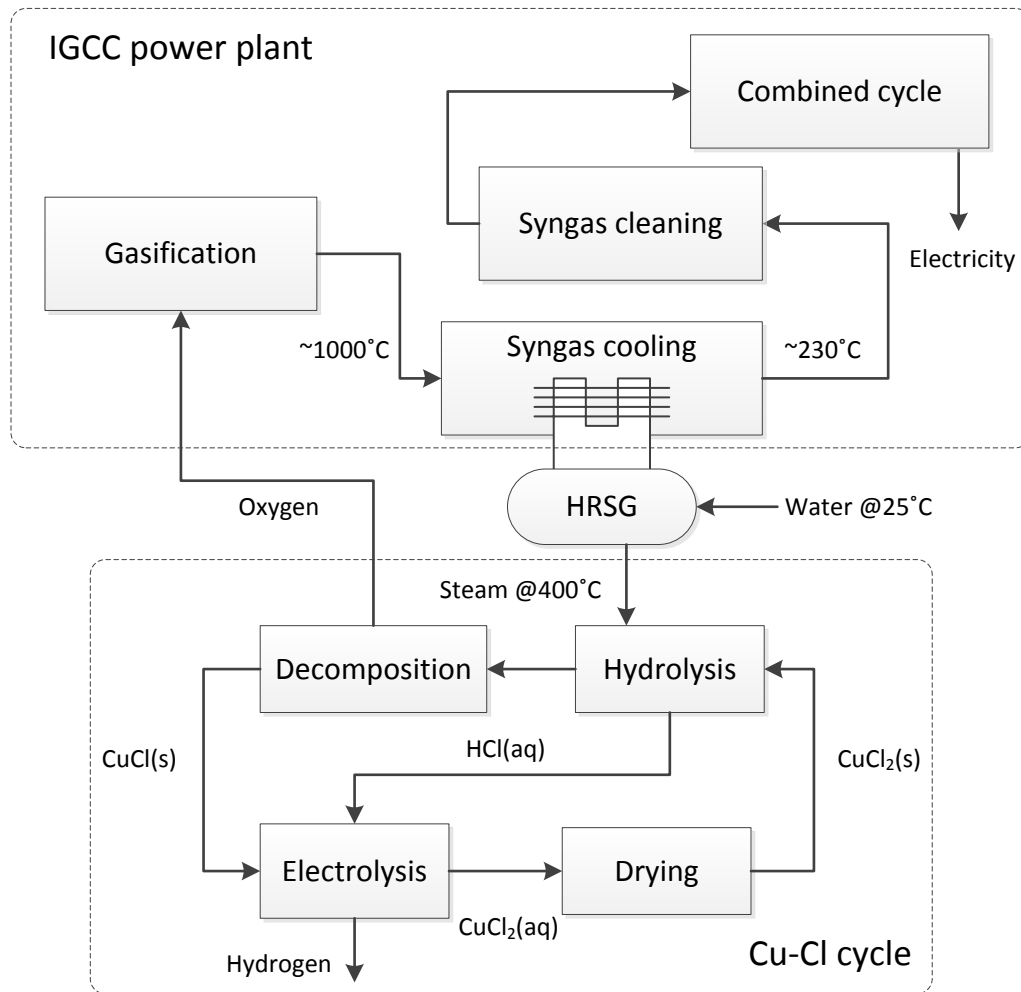 IGCC power plant
Combined cycle
Syngas cleaning
Gasification
Electricity
~1000˚C
Syngas cooling
~230˚C
Oxygen
HRSG
Water @25˚C
Steam @400˚C
Decomposition
Hydrolysis
CuCl(s)
HCl(aq)
CuCl₂(s)
Electrolysis
Drying
CuCl₂(aq)
Hydrogen
Cu-Cl cycle